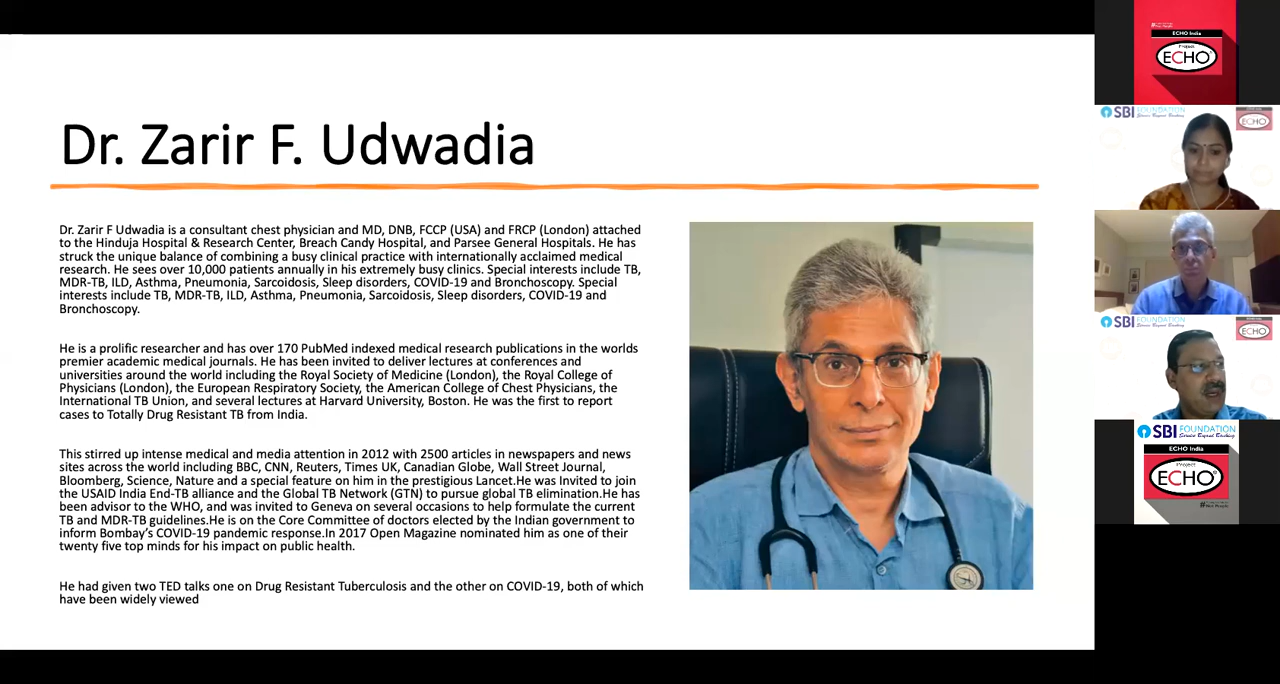 Dr. Zarir F. Udwadia
Dr. Zarir F Udwadia is a consultant chest physician and MD, DNB, FCCP (USA) and FRCP (London) attached
to the Hinduja Hospital & Research Center, Breach Candy Hospital, and Parsee General Hospitals. He has
struck the unique balance of combining a busy clinical practice with internationally acclaimed medical
research. He sees over 10,000 patients annually in his extremely busy clinics. Special interests include TB,
MDR-TB, ILD, Asthma, Pneumonia, Sarcoidosis, Sleep disorders, COVID-19 and Bronchoscopy. Special
interests include TB, MDR-TB, ILD, Asthma, Pneumonia, Sarcoidosis, Sleep disorders, COVID-19 and
Bronchoscopy.
He is a prolific researcher and has over 170 PubMed indexed medical research publications in the worlds
premier academic medical journals. He has been invited to deliver lectures at conferences and
universities around the world including the Royal Society of Medicine (London), the Royal College of
Physicians (London), the European Respiratory Society, the American College of Chest Physicians, the
International TB Union, and several lectures at Harvard University, Boston. He was the first to report
cases to Totally Drug Resistant TB from India.
This stirred up intense medical and media attention in 2012 with 2500 articles in newspapers and news
sites across the world including BBC, CNN, Reuters, Times UK, Canadian Globe, Wall Street Journal,
Bloomberg, Science, Nature and a special feature on him in the prestigious Lancet.He was Invited to join
the USAID India End-TB alliance and the Global TB Network (GTN) to pursue global TB elimination.He has
been advisor to the WHO, and was invited to Geneva on several occasions to help formulate the current
TB and MDR-TB guidelines.He is on the Core Committee of doctors elected by the Indian government to
inform Bombay's COVID-19 pandemic response.In 2017 Open Magazine nominated him as one of their
twenty five top minds for his impact on public health.
He had given two TED talks one on Drug Resistant Tuberculosis and the other on COVID-19, both of which
have been widely viewed
ECHO India
Project
ECHO
SBI FOUNDATION
Service Beyond Banking
ECHO
SBI FOUNDATION
Service Beyond Banking
ECHO
SBI FOUNDATION
Service Beyond Banking
ECHO India
Project
ECHO